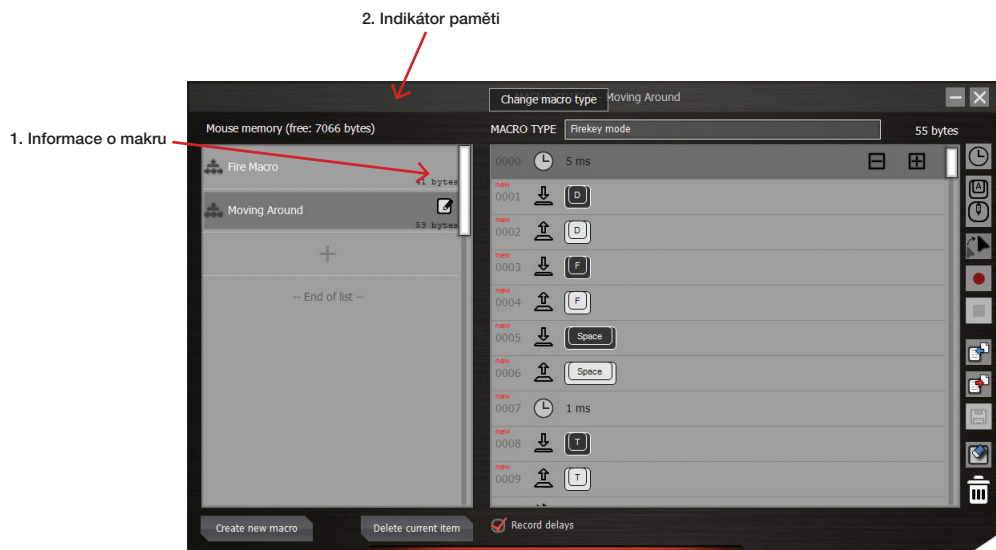 2. Indikátor paměti
1. Informace o makru
Change macro type
Moving Around
Mouse memory (free: 7066 bytes)
MACRO TYPE Firekey mode 55 bytes
Fire Macro
41 bytes
Moving Around
59 bytes
-- End of list --
0000 5 ms
new
0001 D
new
0002 D
new
0003 F
new
0004 F
new
0005 Space
new
0006 Space
new
0007 1 ms
new
0008 T
new
0009 T
A
Create new macro Delete current item Record delays